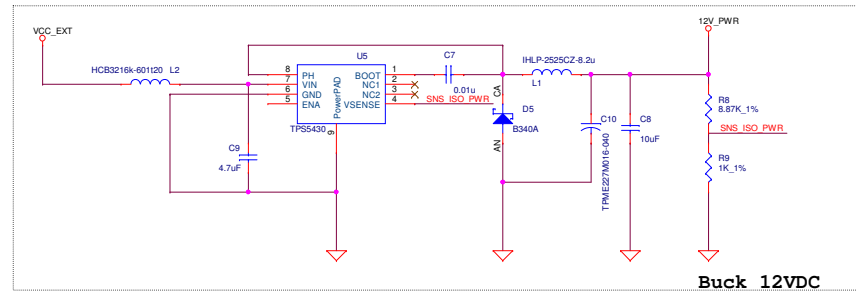 VCC_EXT
12V_PWR
HCB3216k-601t20 L2
U5
C7
IHLP-2525CZ-8.2u
L1
8 PH BOOT 1
7 VIN NC1 2
6 GND NC2 3
5 ENA VSENSE 4
PowerPAD
9
TPS5430
0.01u
SNS_ISO_PWR
CA
D5
B340A
AN
C10
TPME227M016-040
C8
10uF
R8
8.87K_1%
SNS_ISO_PWR
R9
1K_1%
C9
4.7uF
Buck 12VDC